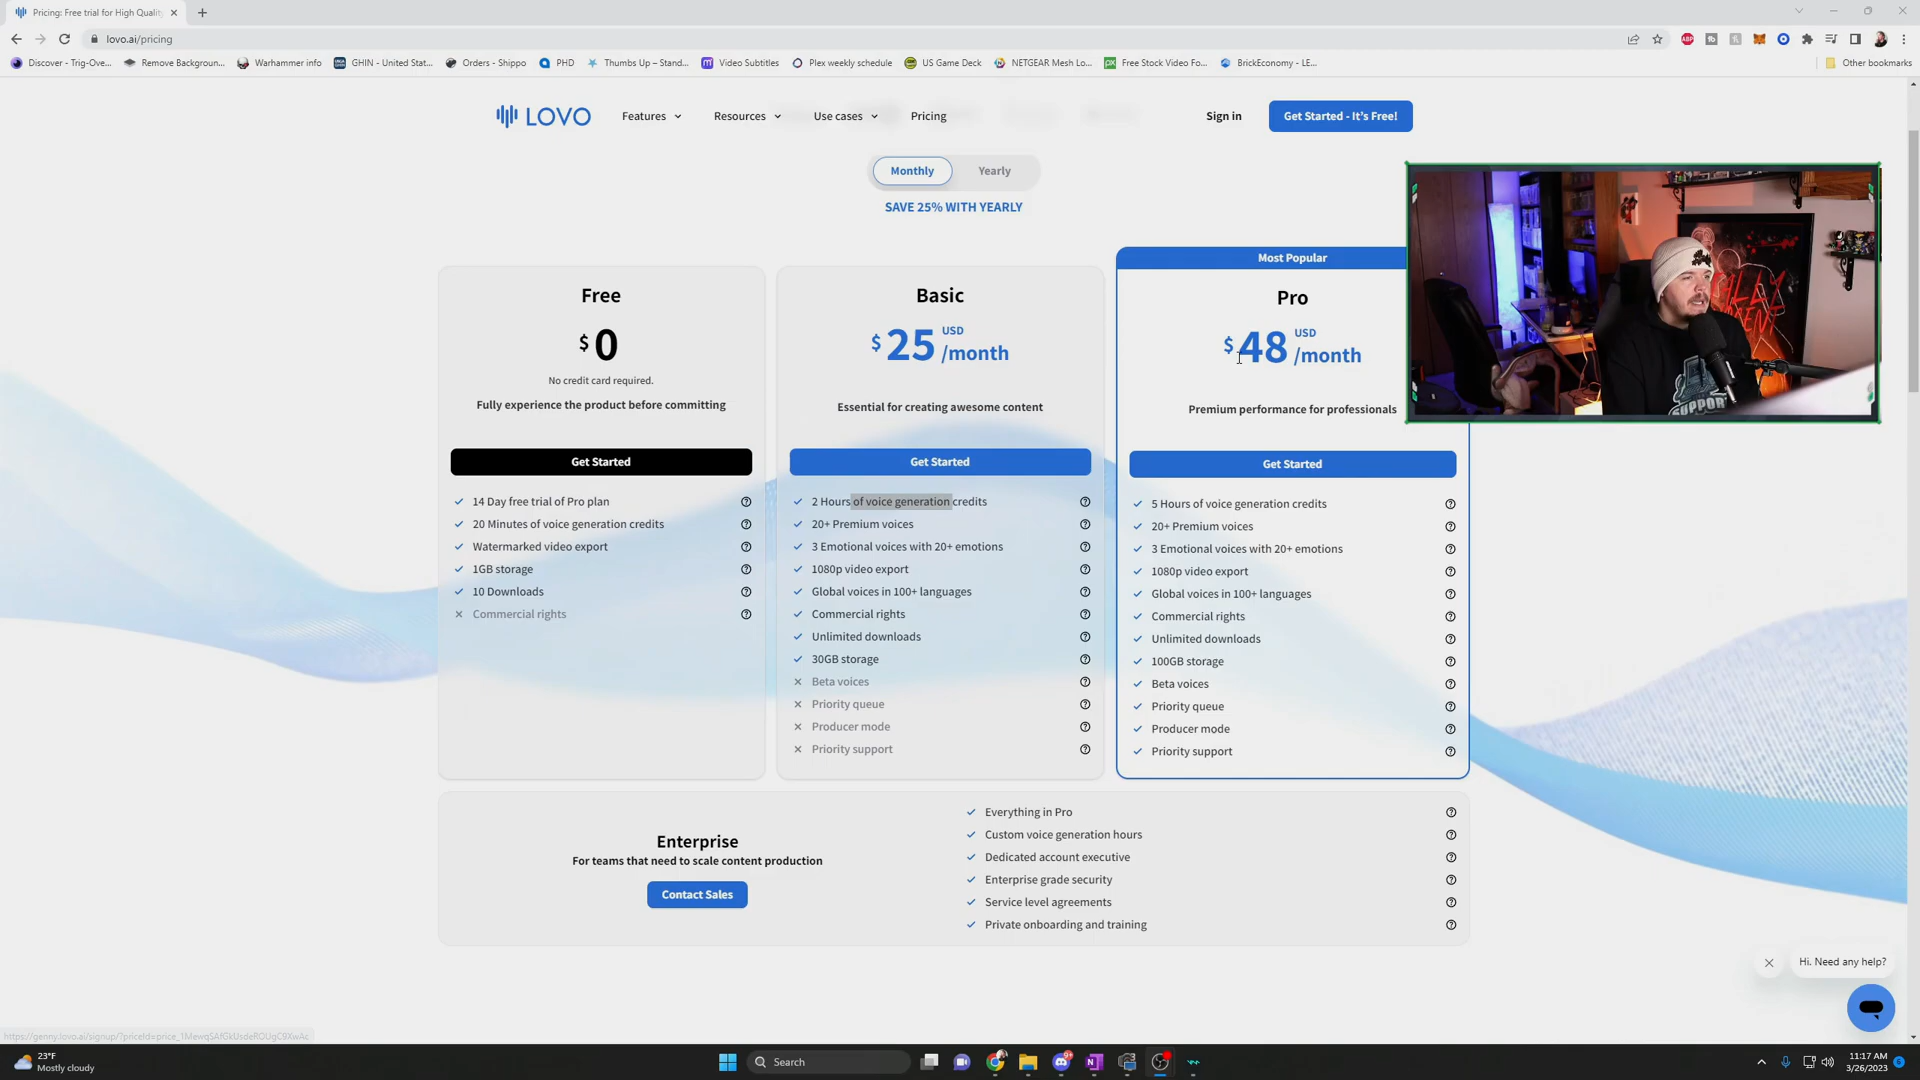 Pricing: Free trial for High Qualit
lovo.ai/pricing
Discover - Trig-Ove...
Remove Backgroun...
Warhammer info
GHIN - United Stat...
Orders - Shippo
PHD
Thumbs Up – Stand...
Video Subtitles
Plex weekly schedule
US Game Deck
NETGEAR Mesh Lo...
Free Stock Video Fo...
BrickEconomy - LE...
Other bookmarks
LOVO
Features
Resources
Use cases
Pricing
Sign in
Get Started - It's Free!
Monthly
Yearly
SAVE 25% WITH YEARLY
Free
$0
No credit card required.
Fully experience the product before committing
Get Started
14 Day free trial of Pro plan
20 Minutes of voice generation credits
Watermarked video export
1GB storage
10 Downloads
Commercial rights
Basic
$25 USD /month
Essential for creating awesome content
Get Started
2 Hours of voice generation credits
20+ Premium voices
3 Emotional voices with 20+ emotions
1080p video export
Global voices in 100+ languages
Commercial rights
Unlimited downloads
30GB storage
Beta voices
Priority queue
Producer mode
Priority support
Most Popular
Pro
$48 USD /month
Premium performance for professionals
Get Started
5 Hours of voice generation credits
20+ Premium voices
3 Emotional voices with 20+ emotions
1080p video export
Global voices in 100+ languages
Commercial rights
Unlimited downloads
100GB storage
Beta voices
Priority queue
Producer mode
Priority support
SUPPORT
Enterprise
For teams that need to scale content production
Contact Sales
Everything in Pro
Custom voice generation hours
Dedicated account executive
Enterprise grade security
Service level agreements
Private onboarding and training
Hi. Need any help?
23°F
Mostly cloudy
Search
11:17 AM
3/26/2023